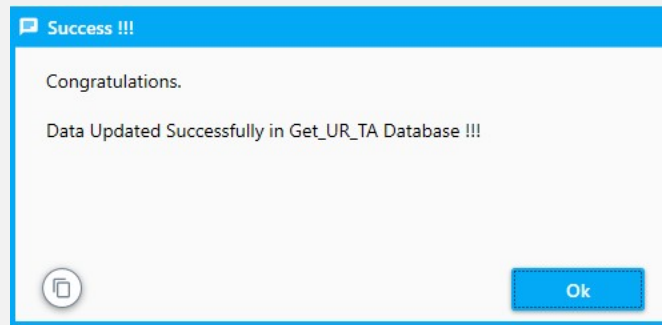 Success !!!
Congratulations.
Data Updated Successfully in Get_UR_TA Database !!!
Ok